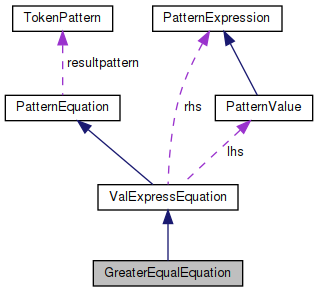 TokenPattern
PatternExpression
resultpattern
PatternEquation
rhs
PatternValue
lhs
ValExpressEquation
GreaterEqualEquation